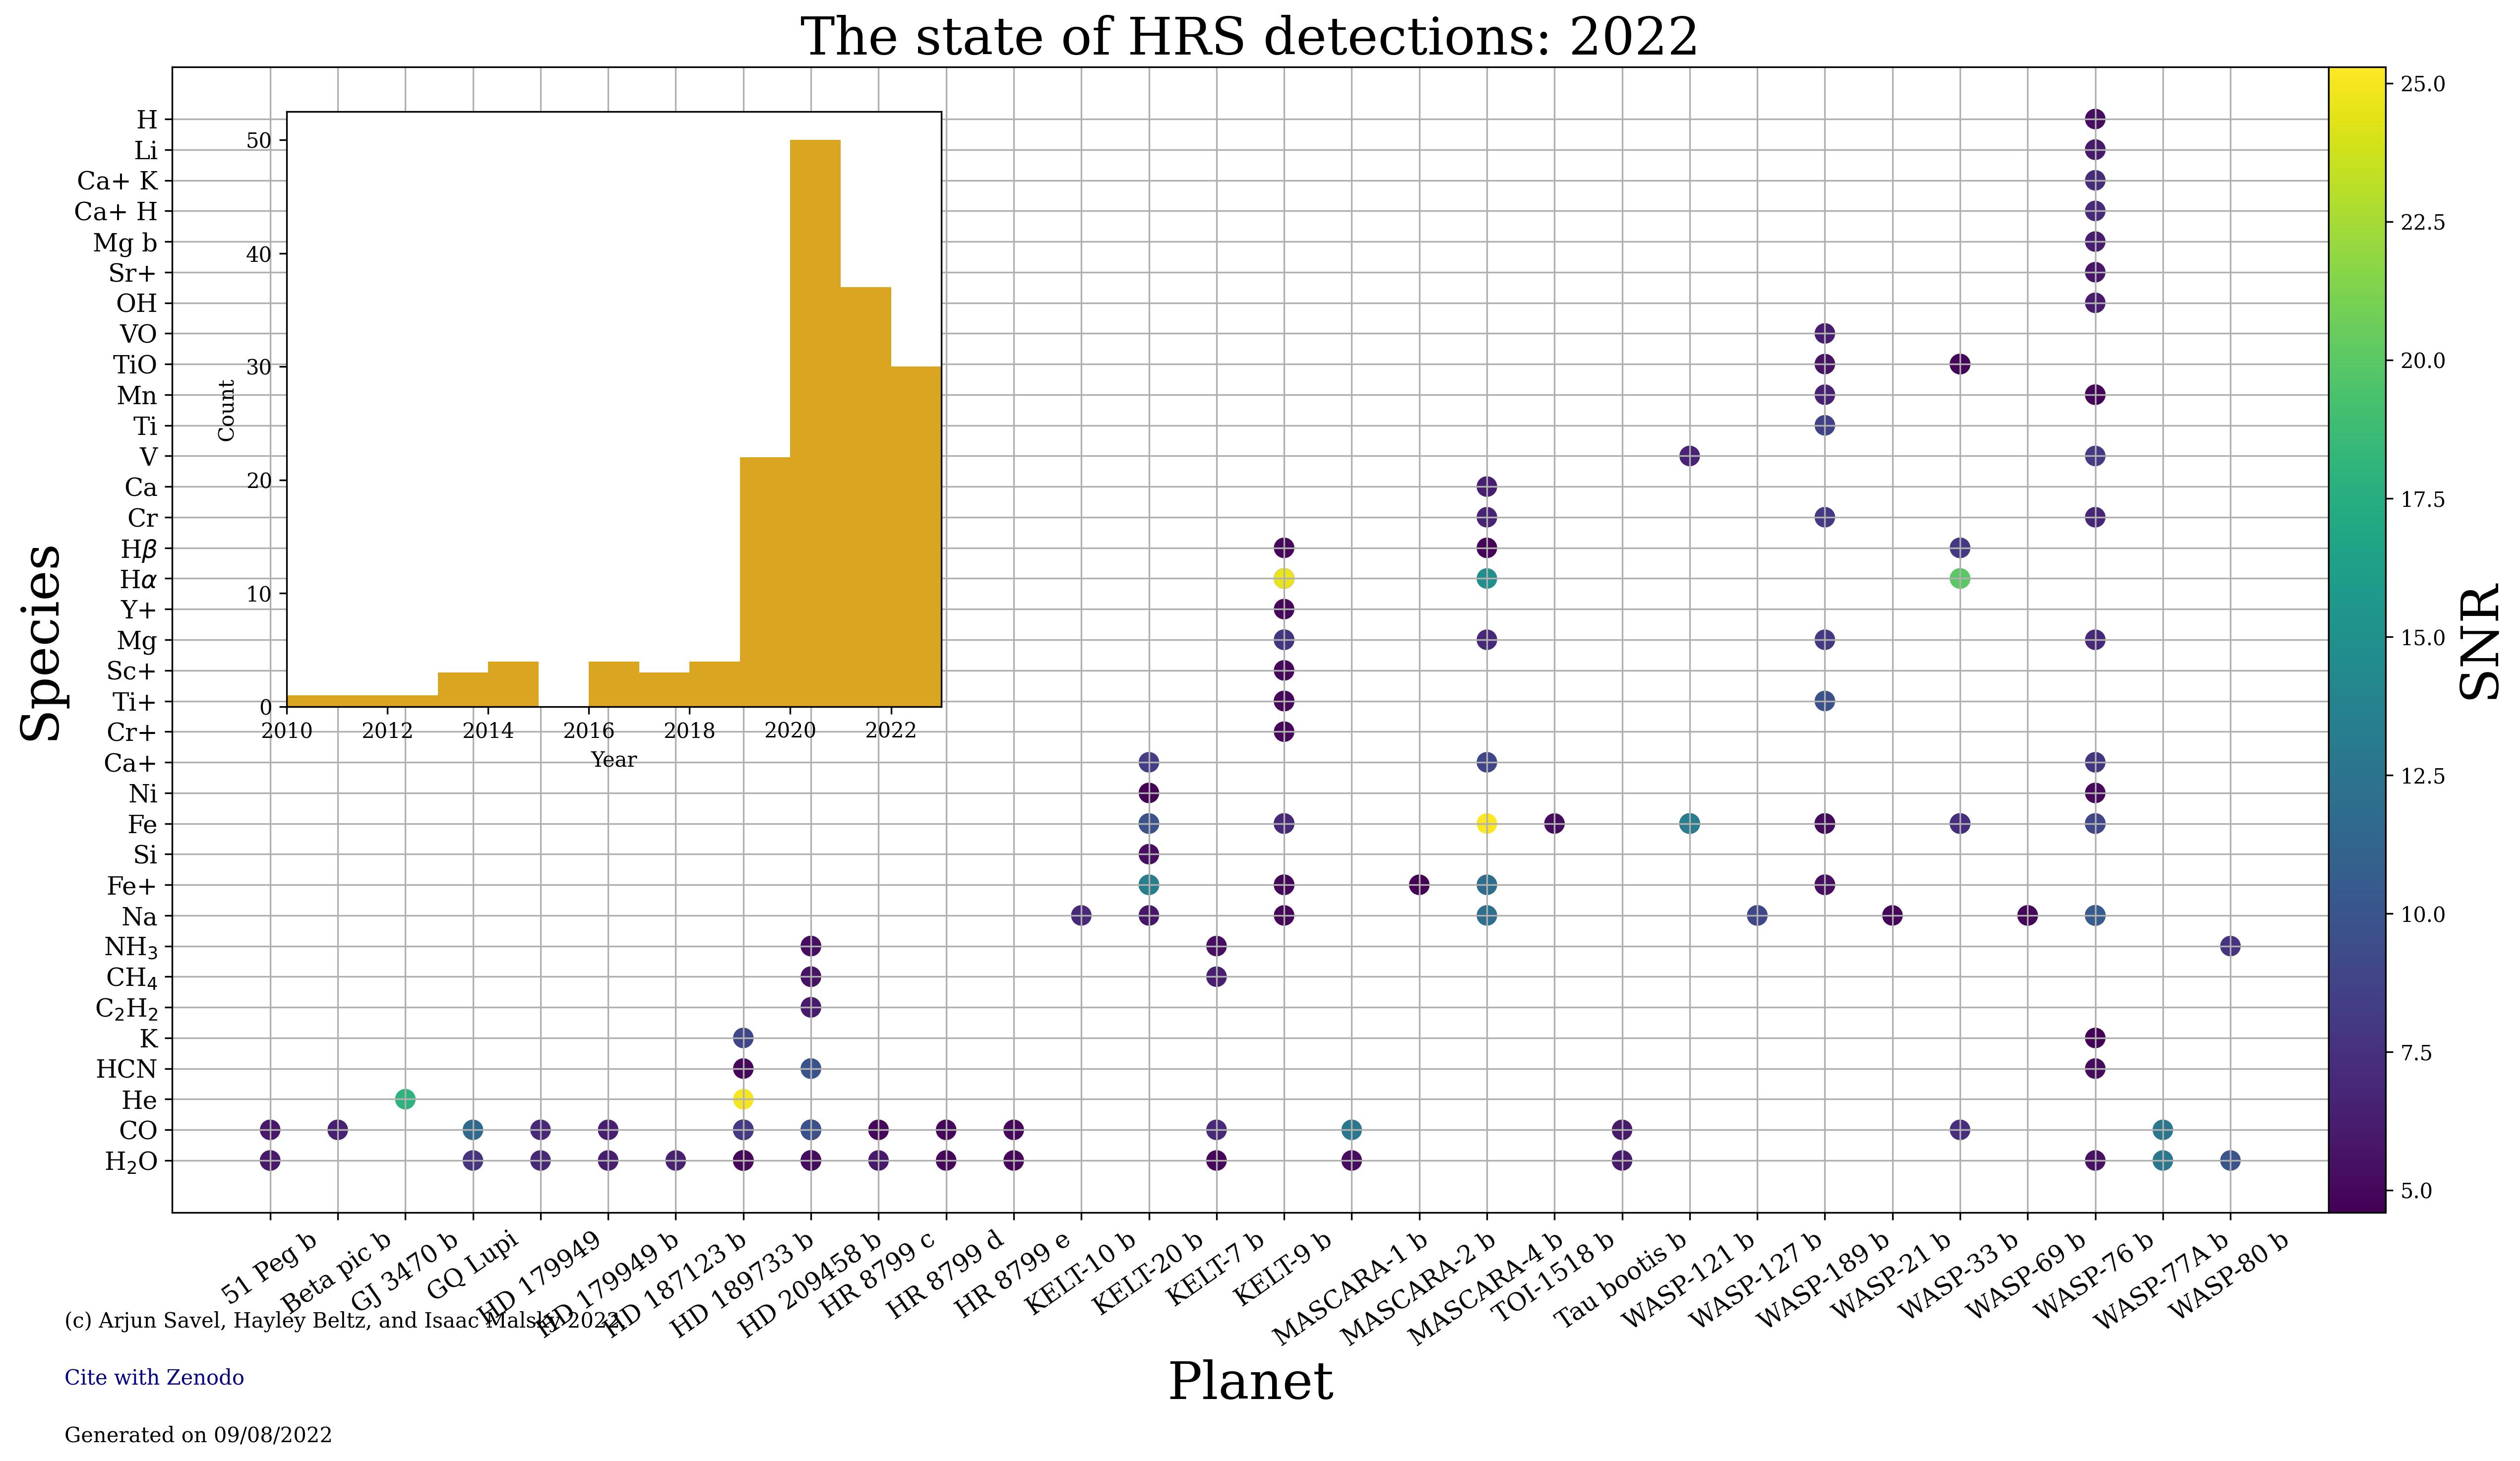 The state of HRS detections: 2022
H
Li
Ca+ K
Ca+ H
Mg b
Sr+
OH
VO
TiO
Mn
Ti
V
Ca
Cr
Hβ
Hα
Y+
Mg
Sc+
Ti+
Cr+
Ca+
Ni
Fe
Si
Fe+
Na
NH₃
CH₄
C₂H₂
K
HCN
He
CO
H₂O
Species
50
40
30
20
10
0
Count
2010 2012 2014 2016 2018 2020 2022
Year
25.0
22.5
20.0
17.5
15.0
12.5
10.0
7.5
5.0
SNR
51 Peg b
Beta pic b
GJ 3470 b
GQ Lupi
HD 179949
HD 179949 b
HD 187123 b
HD 189733 b
HD 209458 b
HR 8799 c
HR 8799 d
HR 8799 e
KELT-10 b
KELT-20 b
KELT-7 b
KELT-9 b
MASCARA-1 b
MASCARA-2 b
MASCARA-4 b
TOI-1518 b
Tau bootis b
WASP-121 b
WASP-127 b
WASP-189 b
WASP-21 b
WASP-33 b
WASP-69 b
WASP-76 b
WASP-77A b
WASP-80 b
Planet
(c) Arjun Savel, Hayley Beltz, and Isaac Malsky 2022
Cite with Zenodo
Generated on 09/08/2022